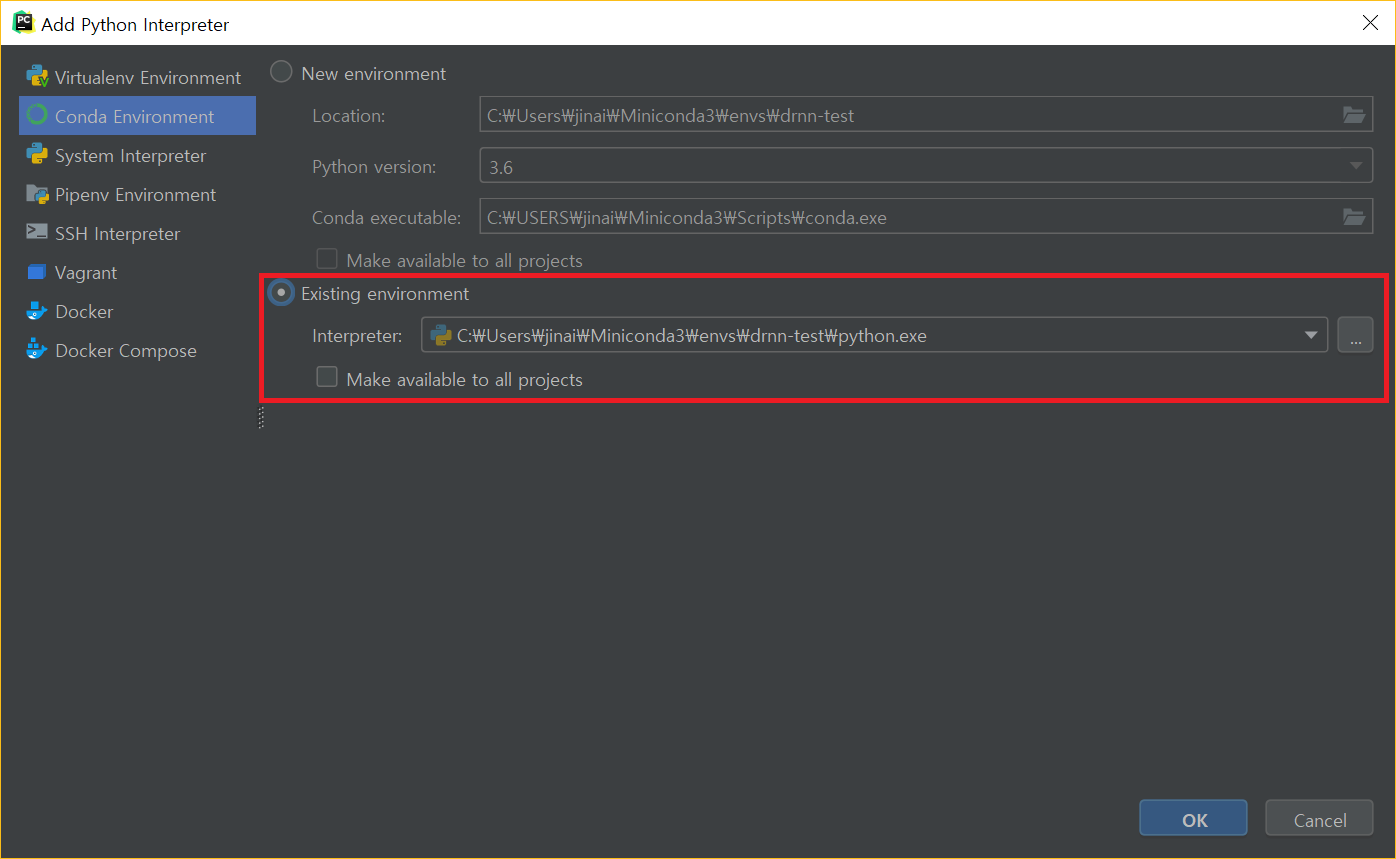 Add Python Interpreter
Virtualenv Environment
Conda Environment
System Interpreter
Pipenv Environment
SSH Interpreter
Vagrant
Docker
Docker Compose
New environment
Location: C:₩Users₩jinai₩Miniconda3₩envs₩drnn-test
Python version: 3.6
Conda executable: C:₩USERS₩jinai₩Miniconda3₩Scripts₩conda.exe
Make available to all projects
Existing environment
Interpreter: C:₩Users₩jinai₩Miniconda3₩envs₩drnn-test₩python.exe ...
Make available to all projects
OK Cancel